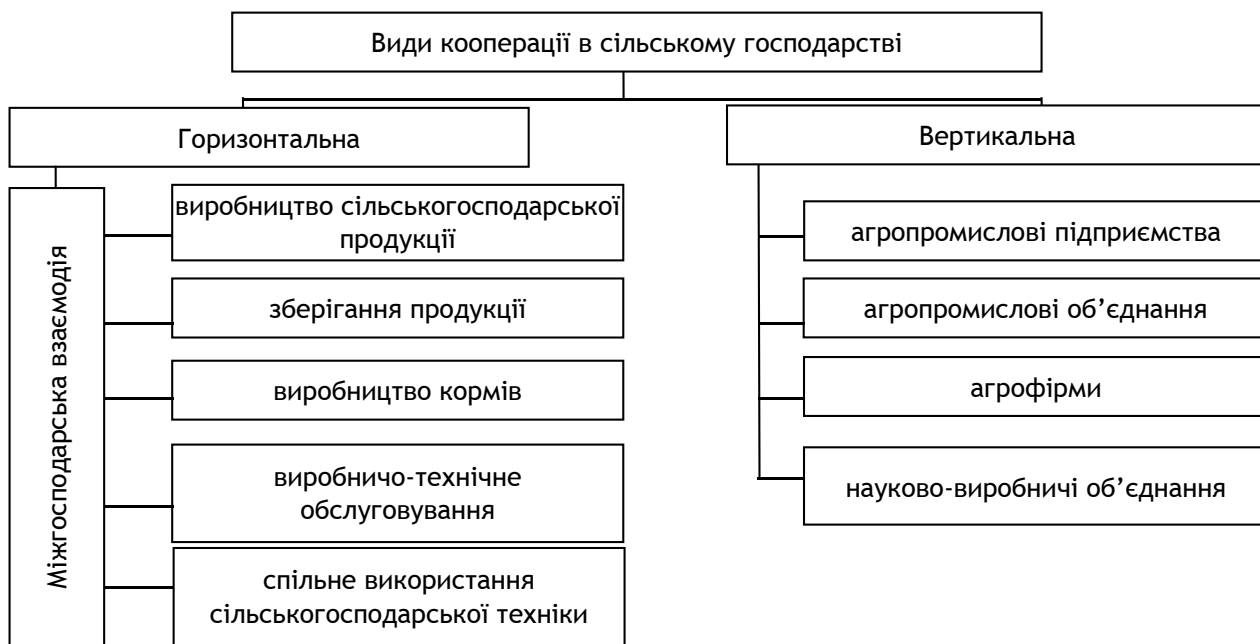 Види кооперації в сільському господарстві
Горизонтальна
Вертикальна
Міжгосподарська взаємодія
виробництво сільськогосподарської
продукції
зберігання продукції
виробництво кормів
виробничо-технічне
обслуговування
спільне використання
сільськогосподарської техніки
агропромислові підприємства
агропромислові об’єднання
агрофірми
науково-виробничі об’єднання